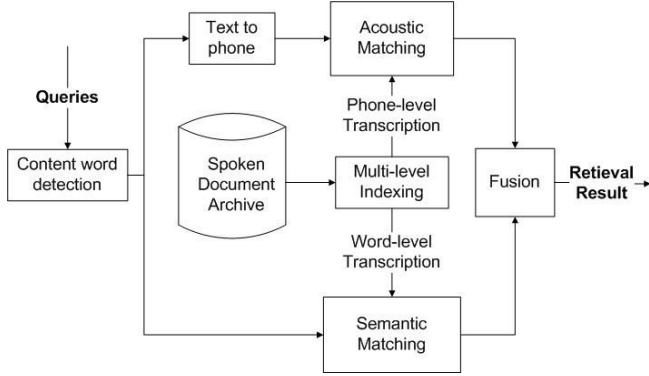 Text to
phone
Acoustic
Matching
Queries
Phone-level
Transcription
Content word
detection
Spoken
Document
Archive
Multi-level
Indexing
Fusion
Retieval
Result
Word-level
Transcription
Semantic
Matching